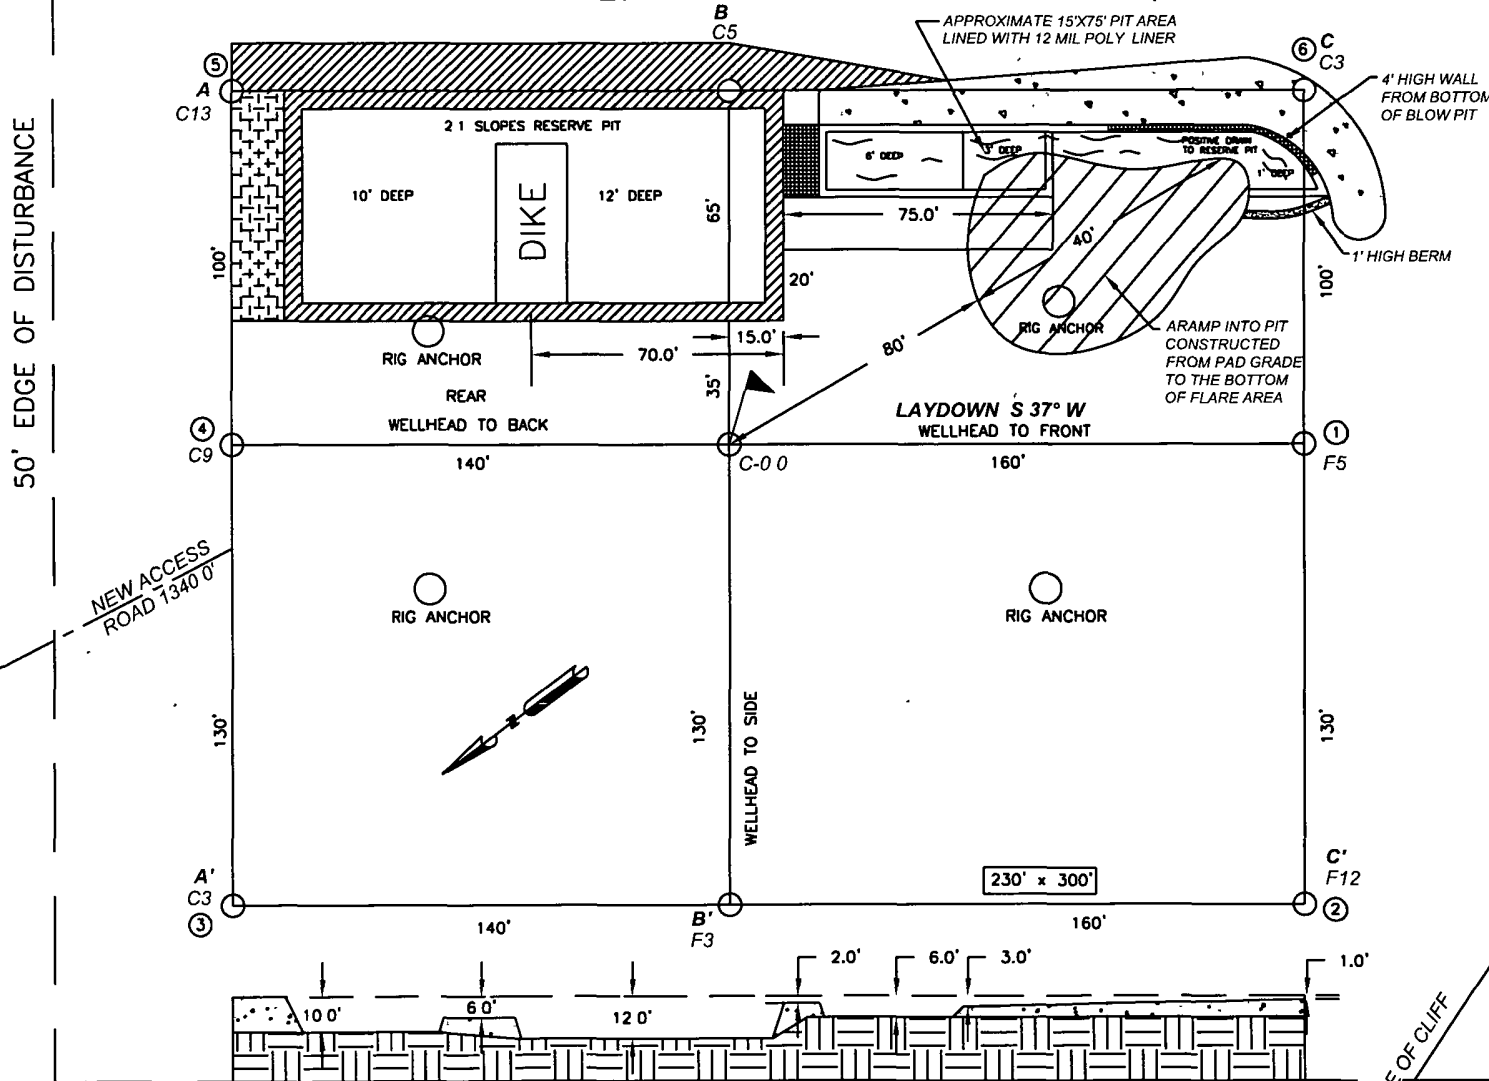 B
C5
APPROXIMATE 15'X75' PIT AREA
LINED WITH 12 MIL POLY LINER
6
C
C3
5
A
C13
4' HIGH WALL
FROM BOTTOM
OF BLOW PIT
2 1 SLOPES RESERVE PIT
10' DEEP
DIKE
12' DEEP
65'
6' DEEP
3' DEEP
POSITIVE DRAIN
TO RESERVE PIT
1' DEEP
75.0'
40'
1' HIGH BERM
50' EDGE OF DISTURBANCE
100'
20'
100'
RIG ANCHOR
RIG ANCHOR
15.0'
70.0'
80'
35'
ARAMP INTO PIT
CONSTRUCTED
FROM PAD GRADE
TO THE BOTTOM
OF FLARE AREA
REAR
WELLHEAD TO BACK
LAYDOWN S 37° W
WELLHEAD TO FRONT
4
C9
140'
C-0 0
160'
1
F5
NEW ACCESS
ROAD 1340 0'
RIG ANCHOR
RIG ANCHOR
N
130'
130'
WELLHEAD TO SIDE
130'
230' x 300'
A'
C3
3
140'
B'
F3
160'
C'
F12
2
10 0'
6 0'
12 0'
2.0'
6.0'
3.0'
1.0'
OF CLIFF